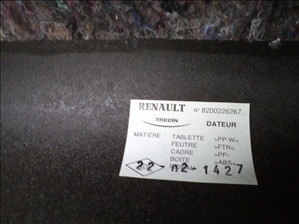 RENAULT N° 8200226267
TREDIN DATEUR
MATIÈRE: TABLETTE >PP-W<
FEUTRE >FTR<
CADRE >PP<
BOITE >ABS<
22 02 1427